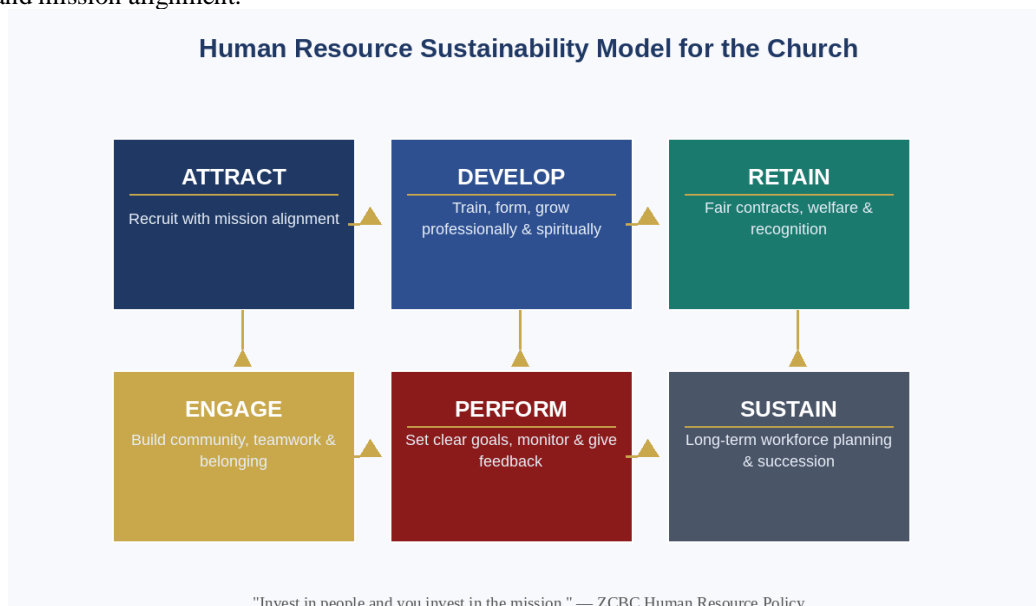 and mission alignment.
Human Resource Sustainability Model for the Church
ATTRACT
Recruit with mission alignment
DEVELOP
Train, form, grow
professionally & spiritually
RETAIN
Fair contracts, welfare &
recognition
ENGAGE
Build community, teamwork &
belonging
PERFORM
Set clear goals, monitor & give
feedback
SUSTAIN
Long-term workforce planning
& succession
"Invest in people and you invest in the mission." — ZCBC Human Resource Policy